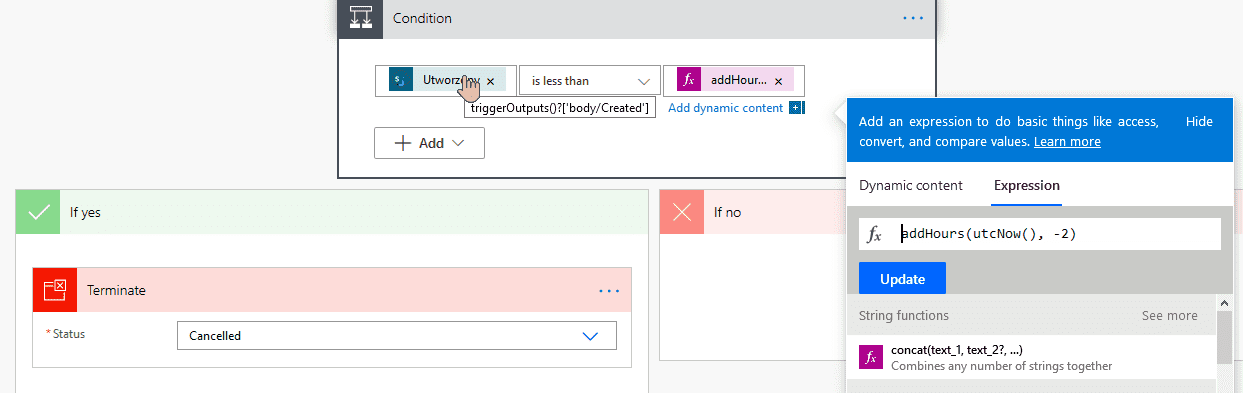 Condition
Utworzony
is less than
addHour...
triggerOutputs()?['body/Created']
Add dynamic content
Add
If yes
Terminate
*Status
Cancelled
If no
Add an expression to do basic things like access,
convert, and compare values. Learn more
Hide
Dynamic content
Expression
fx
addHours(utcNow(), -2)
Update
String functions
See more
fx
concat(text_1, text_2?, ...)
Combines any number of strings together